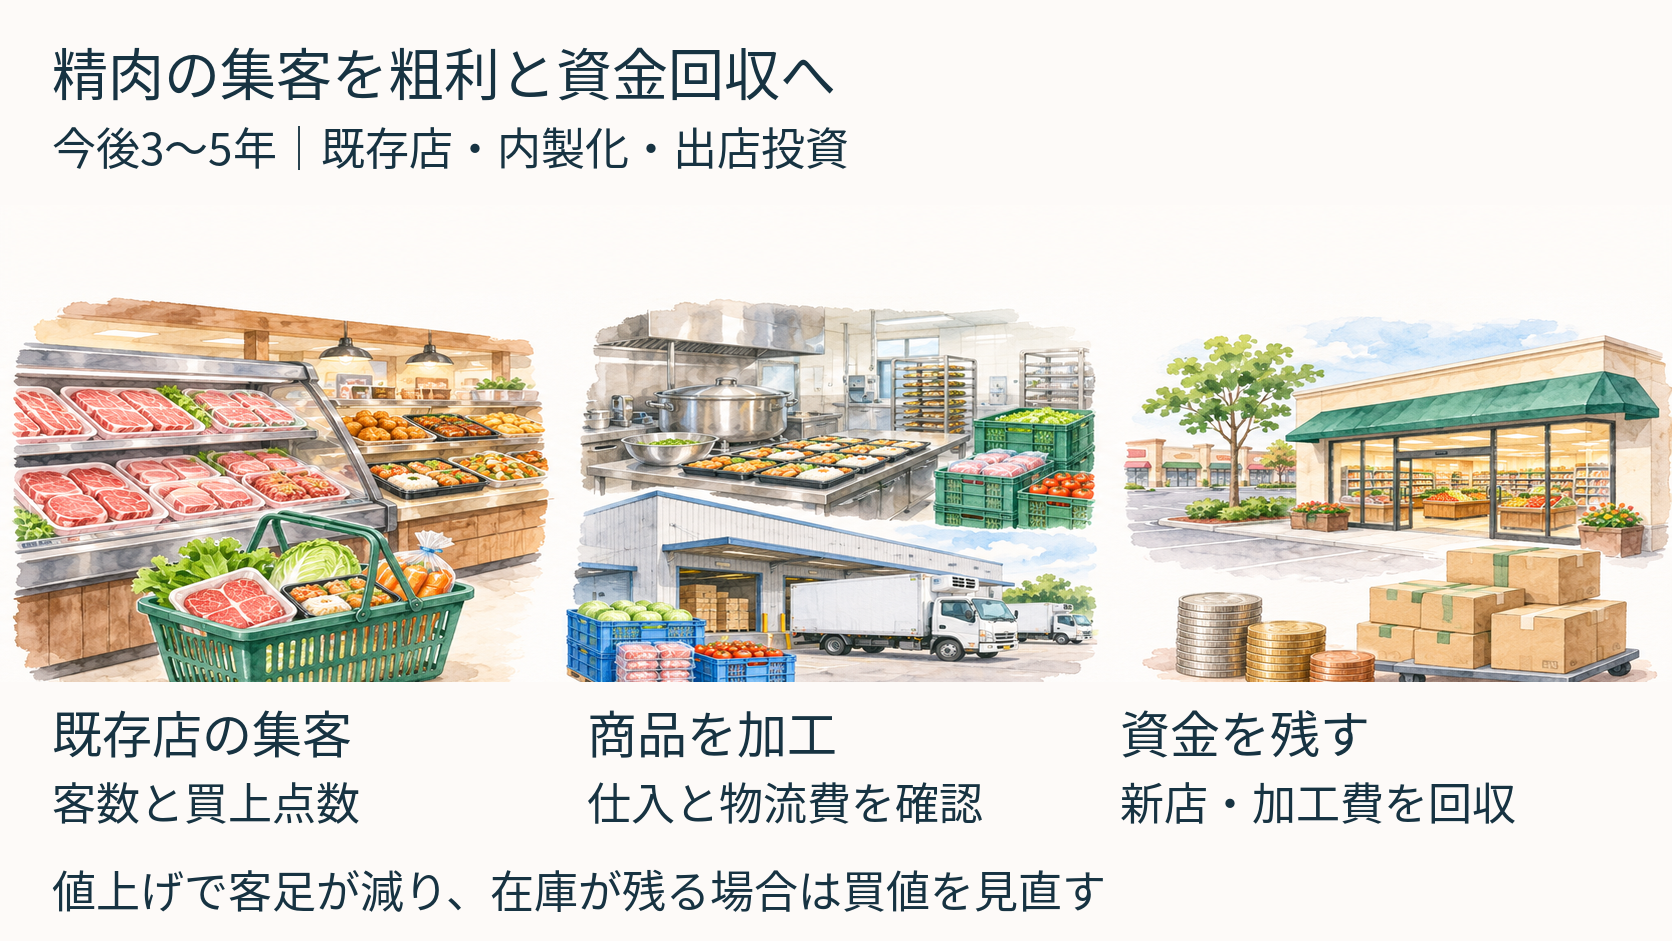 精肉の集客を粗利と資金回収へ
今後3～5年｜既存店・内製化・出店投資
既存店の集客
客数と買上点数
商品を加工
仕入と物流費を確認
資金を残す
新店・加工費を回収
値上げで客足が減り、在庫が残る場合は買値を見直す